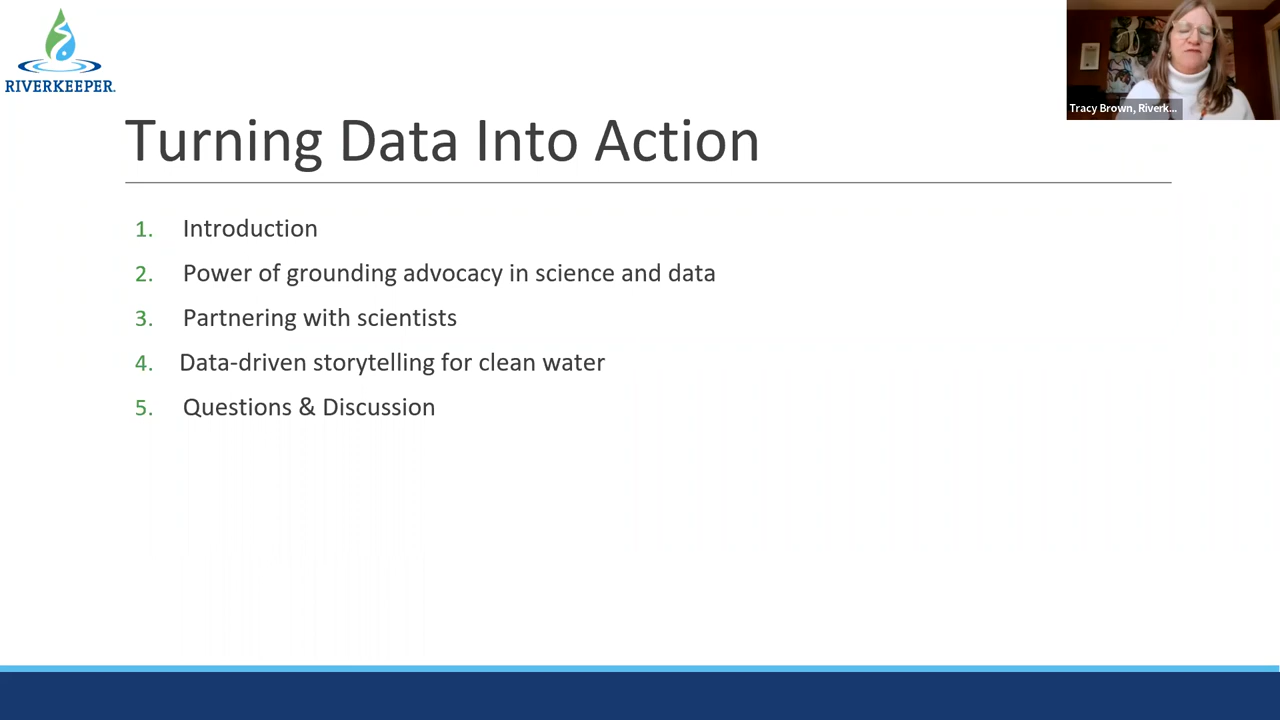 RIVERKEEPER.
Tracy Brown, Riverk...
Turning Data Into Action
1. Introduction
2. Power of grounding advocacy in science and data
3. Partnering with scientists
4. Data-driven storytelling for clean water
5. Questions & Discussion